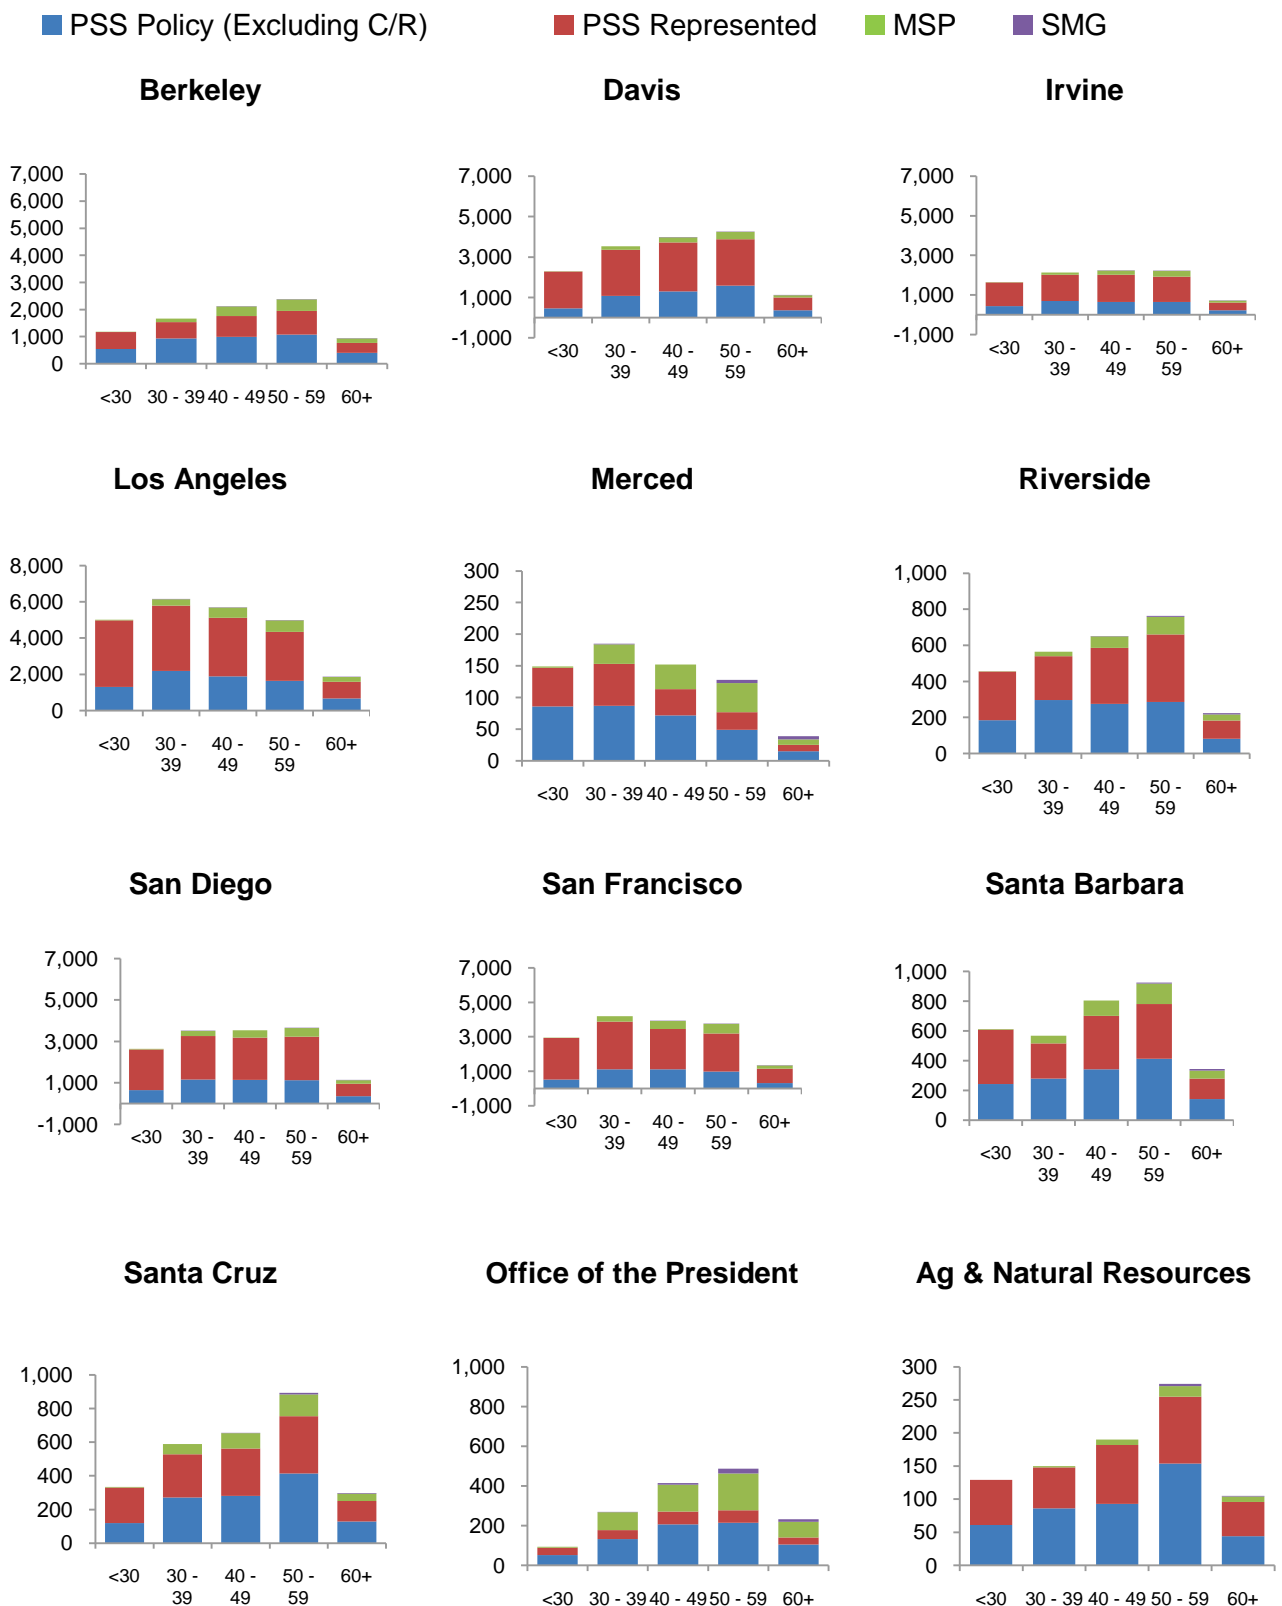 PSS Policy (Excluding C/R) PSS Represented MSP SMG
Berkeley Davis Irvine
7,000
6,000
5,000
4,000
3,000
2,000
1,000
0
<30 30 - 39 40 - 49 50 - 59 60+
7,000
5,000
3,000
1,000
-1,000
<30 30 - 40 - 50 - 60+
39 49 59
7,000
5,000
3,000
1,000
-1,000
<30 30 - 40 - 50 - 60+
39 49 59
Los Angeles Merced Riverside
8,000
6,000
4,000
2,000
0
<30 30 - 40 - 50 - 60+
39 49 59
300
250
200
150
100
50
0
<30 30 - 39 40 - 49 50 - 59 60+
1,000
800
600
400
200
0
<30 30 - 40 - 50 - 60+
39 49 59
San Diego San Francisco Santa Barbara
7,000
5,000
3,000
1,000
-1,000
<30 30 - 40 - 50 - 60+
39 49 59
7,000
5,000
3,000
1,000
-1,000
<30 30 - 40 - 50 - 60+
39 49 59
1,000
800
600
400
200
0
<30 30 - 40 - 50 - 60+
39 49 59
Santa Cruz Office of the President Ag & Natural Resources
1,000
800
600
400
200
0
<30 30 - 40 - 50 - 60+
39 49 59
1,000
800
600
400
200
0
<30 30 - 39 40 - 49 50 - 59 60+
300
250
200
150
100
50
0
<30 30 - 39 40 - 49 50 - 59 60+